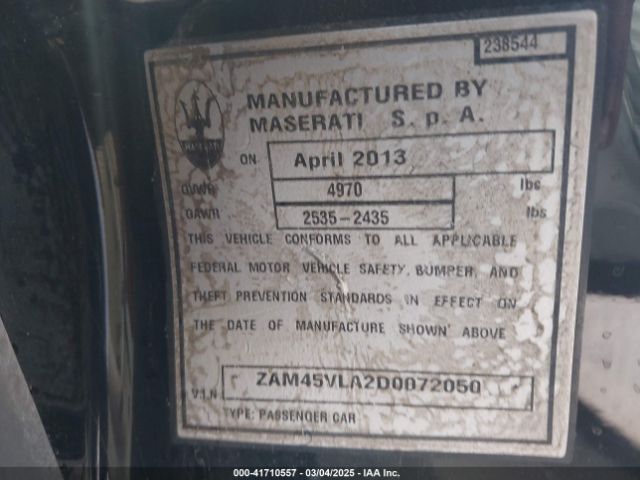 238544
MASERATI
MANUFACTURED BY
MASERATI S. p. A.
ON April 2013
GVWR 4970 lbs
GAWR 2535-2435 lbs
THIS VEHICLE CONFORMS TO ALL APPLICABLE
FEDERAL MOTOR VEHICLE SAFETY, BUMPER, AND
THEFT PREVENTION STANDARDS IN EFFECT ON
THE DATE OF MANUFACTURE SHOWN ABOVE
V.I.N. ZAM45VLA2D0072050
TYPE: PASSENGER CAR
000-41710557 — 03/04/2025 — IAA Inc.